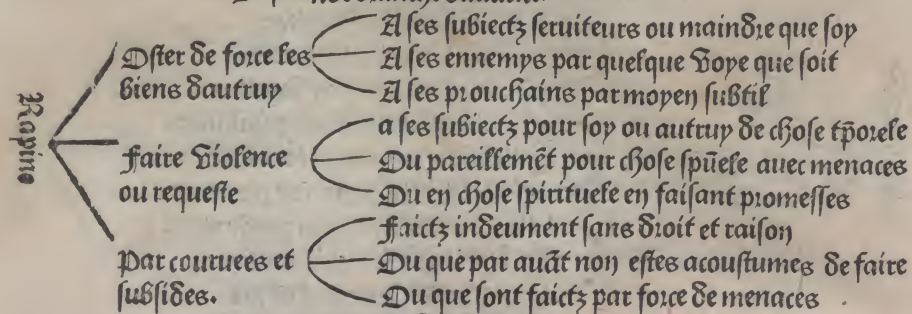 Rapine
Oster de force les
biens dautruy
A ses subiectz seruiteurs ou maindre que soy
A ses ennemys par quelque voye que soit
A ses prouchains par moyen subtil
faire violence
ou requeste
a ses subiectz pour soy ou autruy de chose tp̄orele
Ou pareillemēt pour chose spūele auec menaces
Ou en chose spirituele en faisant promesses
Par couruees et
subsides.
faictz indeument sans droit et raison
Ou que par auāt non estes acoustumes de faire
Ou que sont faictz par force de menaces .